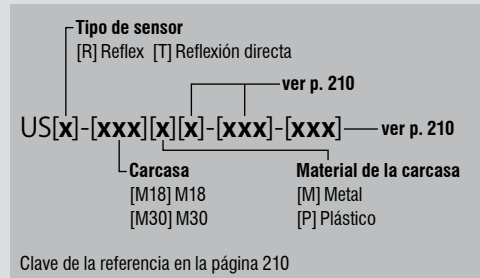 Tipo de sensor
[R] Reflex [T] Reflexión directa
ver p. 210
US[x]-[xxx][x][x]-[xxx]-[xxx] ver p. 210
Carcasa
[M18] M18
[M30] M30
Material de la carcasa
[M] Metal
[P] Plástico
Clave de la referencia en la página 210